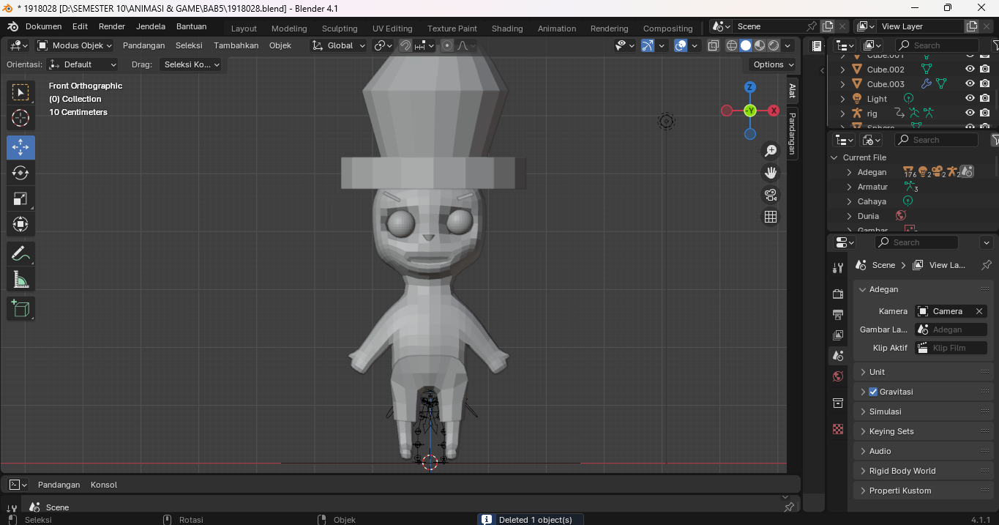 * 1918028 [D:\SEMESTER 10\ANIMASI & GAME\BAB5\1918028.blend] - Blender 4.1
Dokumen Edit Render Jendela Bantuan Layout Modeling Sculpting UV Editing Texture Paint Shading Animation Rendering Compositing Scene View Layer
Modus Objek Pandangan Seleksi Tambahkan Objek Global Search
Orientasi: Default Drag: Seleksi Ko... Options
Front Orthographic
(0) Collection
10 Centimeters
Z
-Y
X
Alat
Pandangan
Cube.001
Cube.002
Cube.003
Light
rig
Sphere
Search
Current File
Adegan 176 2 2 2
Armatur 3
Cahaya
Dunia
Gambar
Search
Scene > View La...
Adegan
Kamera Camera
Gambar La... Adegan
Klip Aktif Klip Film
Unit
Gravitasi
Simulasi
Keying Sets
Audio
Rigid Body World
Properti Kustom
Pandangan Konsol
Scene
Seleksi Rotasi Objek Deleted 1 object(s) 4.1.1